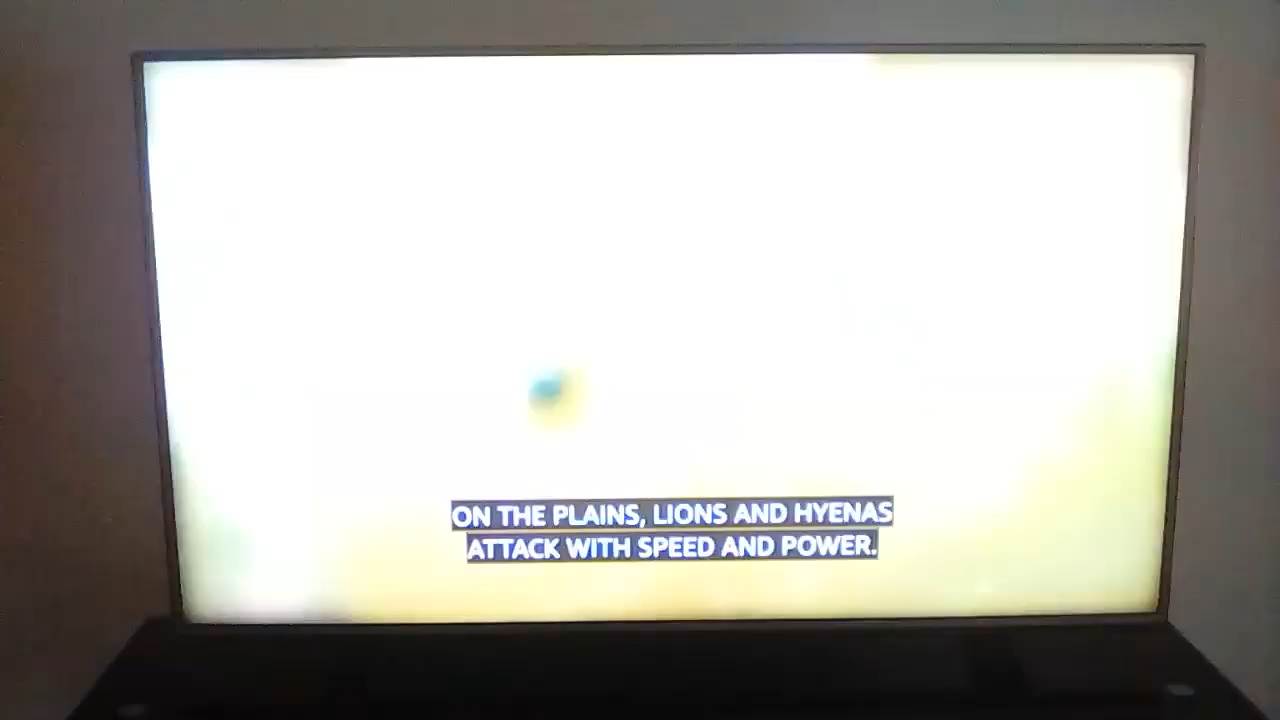 ON THE PLAINS, LIONS AND HYENAS
ATTACK WITH SPEED AND POWER.